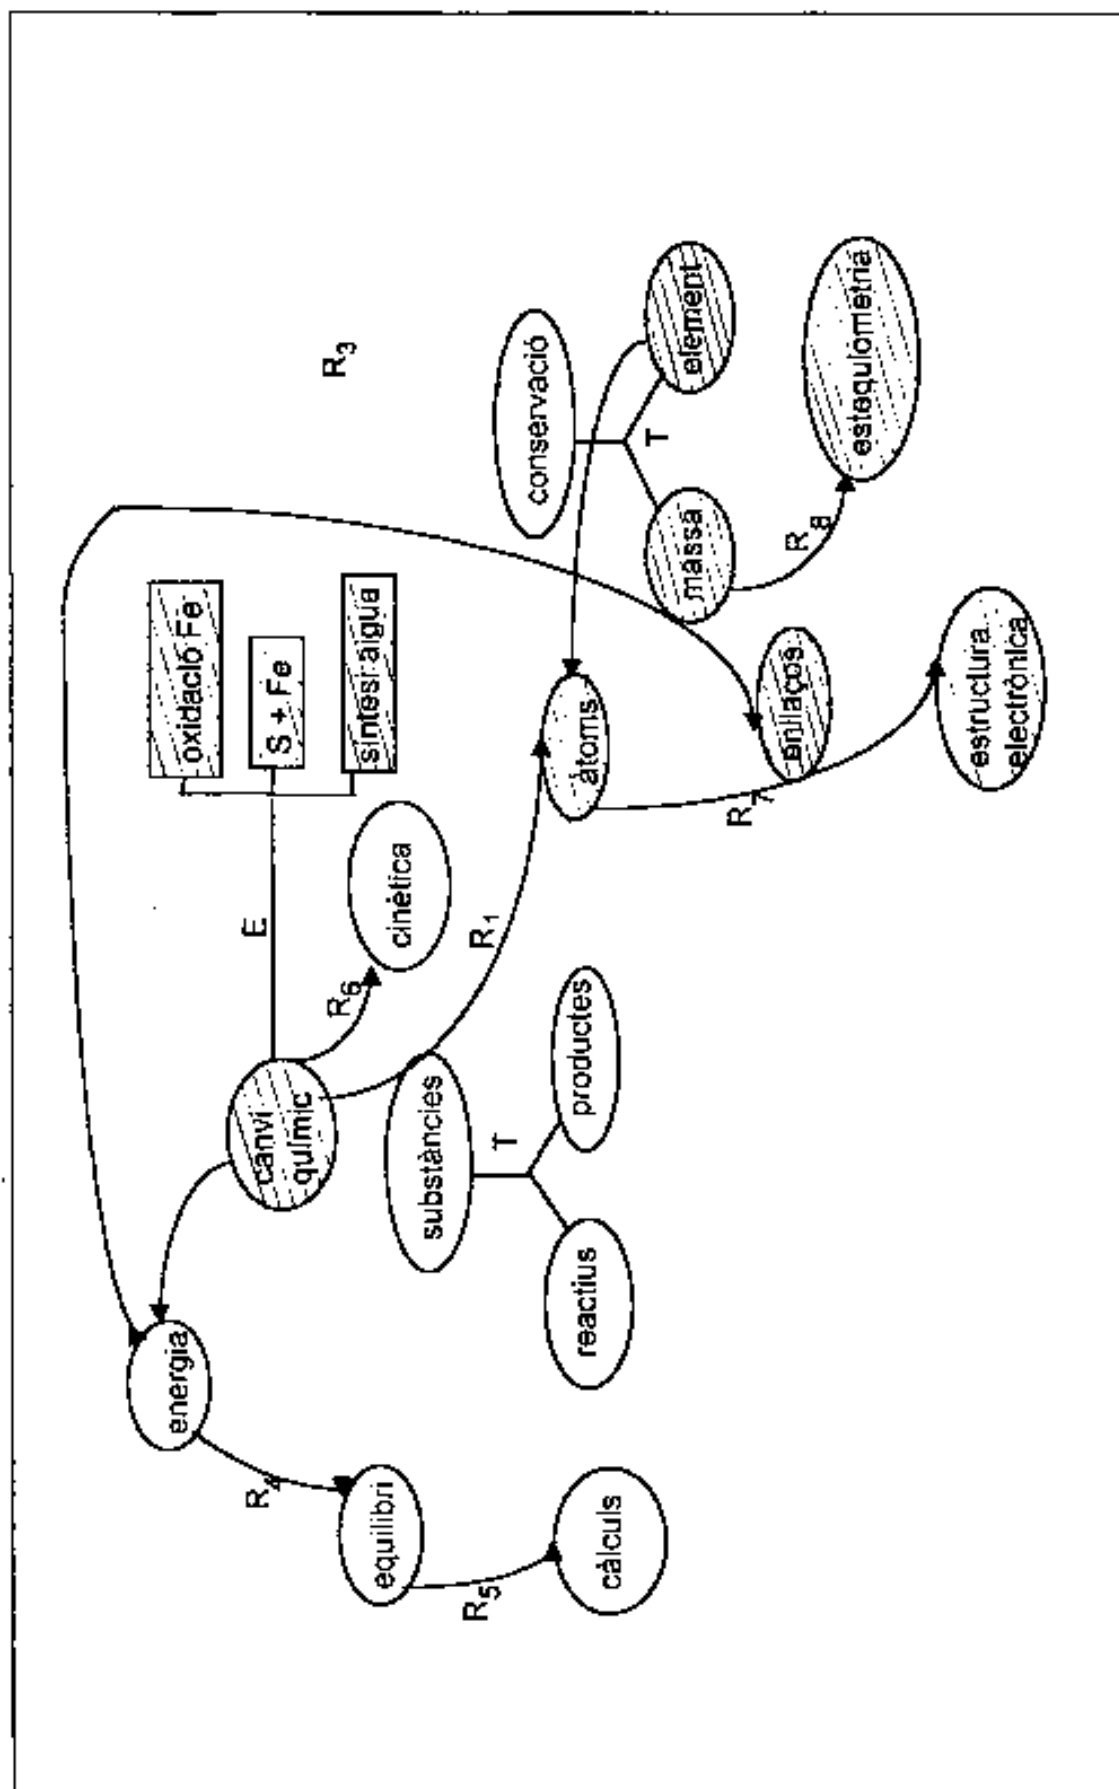 energia
canvi
químic
E
oxidació Fe
S + Fe
síntesi aigua
R3
R4
R6
cinètica
equilibri
R5
càlculs
substàncies
T
reactius
productes
R1
àtoms
conservació
T
massa
element
R8
estequiometria
enllaços
R7
estructura
electrònica